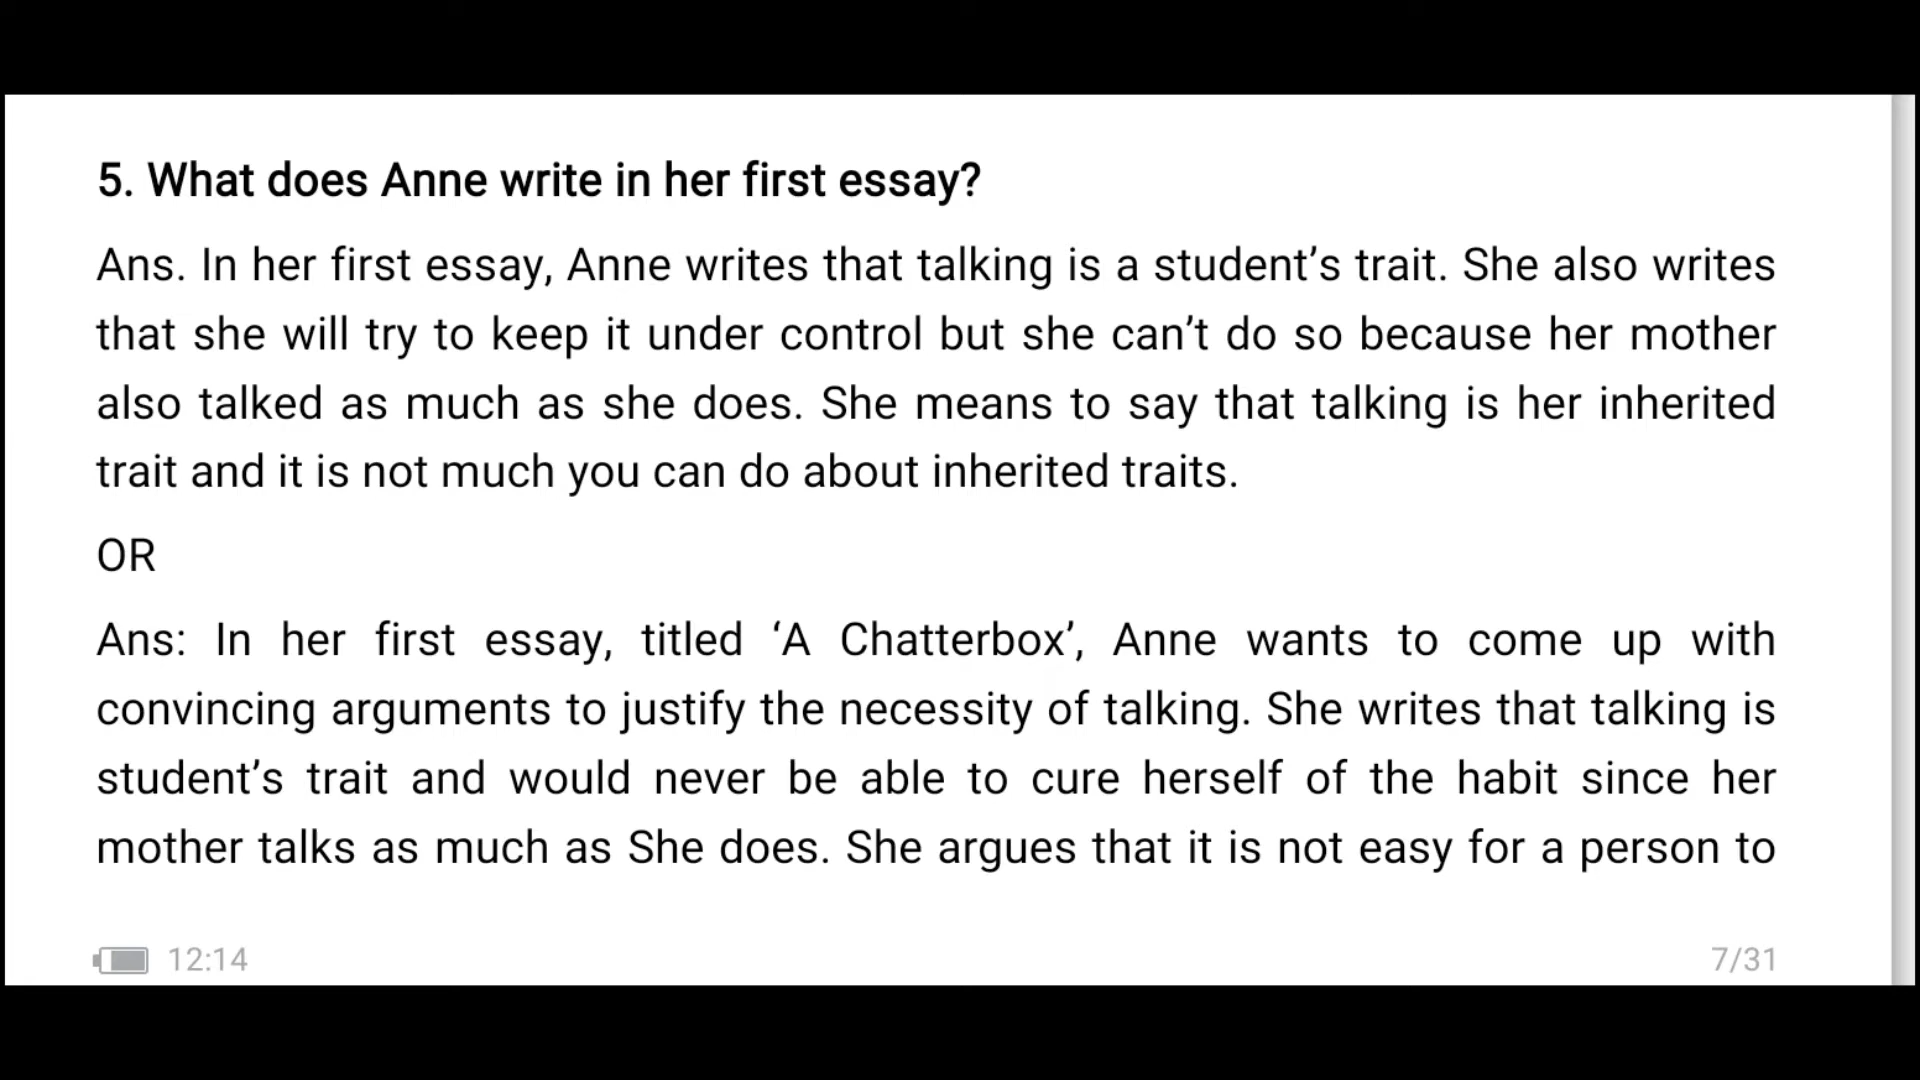 5. What does Anne write in her first essay?
Ans. In her first essay, Anne writes that talking is a student’s trait. She also writes
that she will try to keep it under control but she can’t do so because her mother
also talked as much as she does. She means to say that talking is her inherited
trait and it is not much you can do about inherited traits.
OR
Ans: In her first essay, titled ‘A Chatterbox’, Anne wants to come up with
convincing arguments to justify the necessity of talking. She writes that talking is
student’s trait and would never be able to cure herself of the habit since her
mother talks as much as She does. She argues that it is not easy for a person to
12:14
7/31